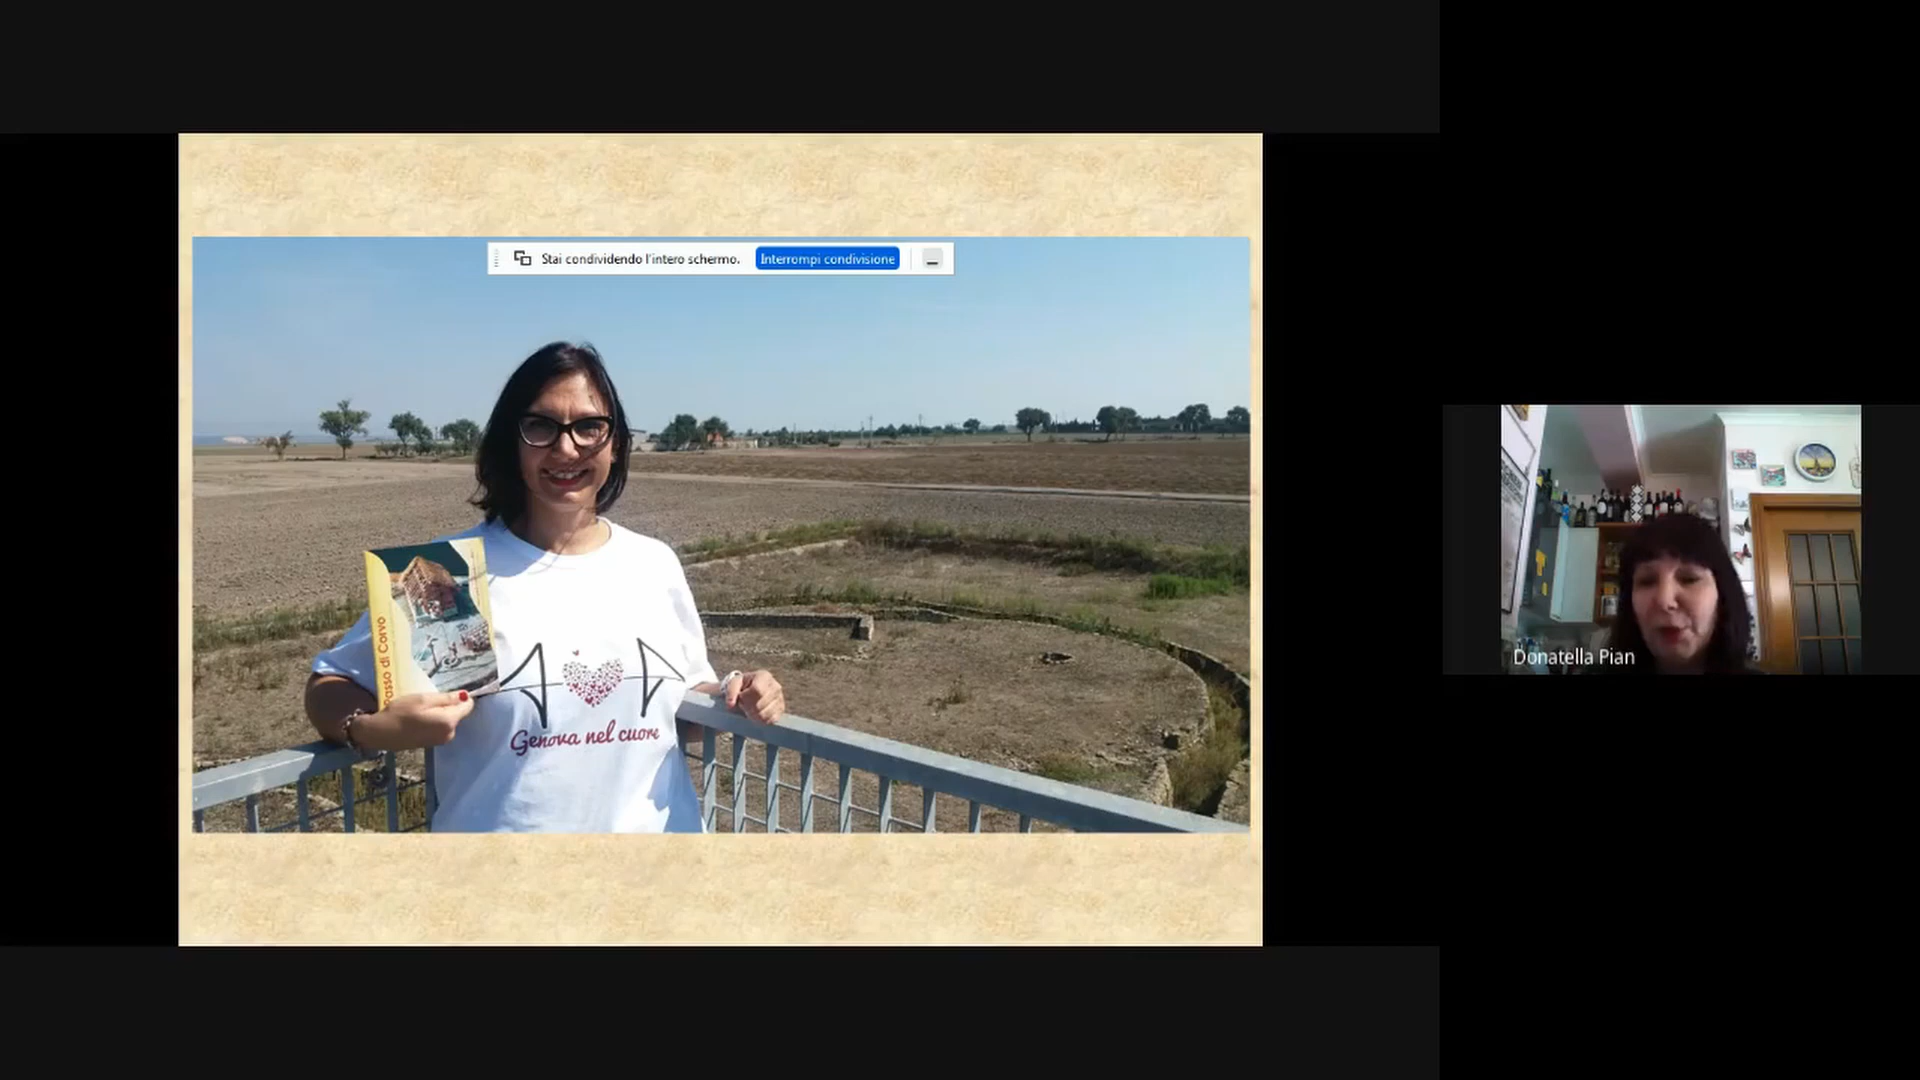 Stai condividendo l'intero schermo.
Interrompi condivisione
Passo di Corvo
Genova nel cuore
Donatella Pian